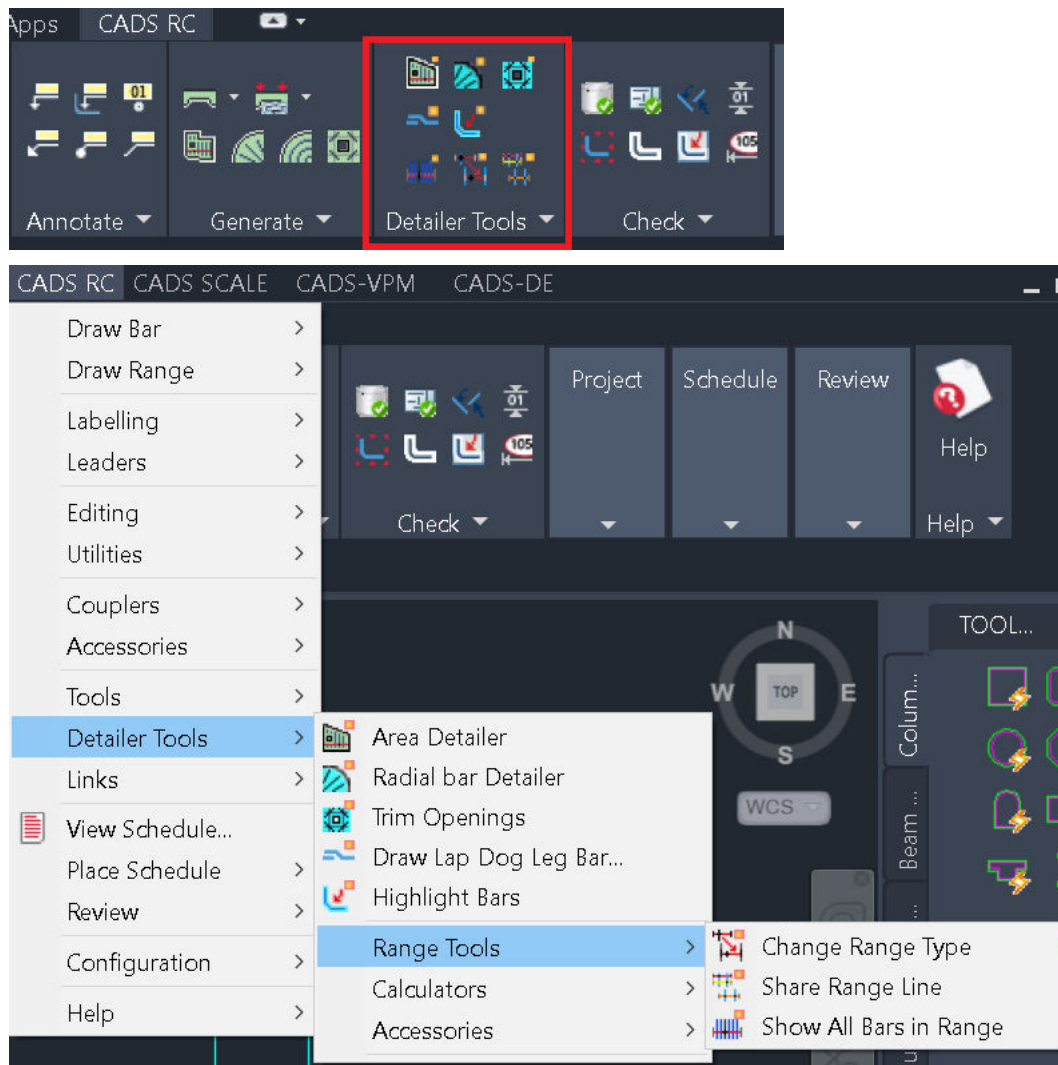 Apps CADS RC
01
01
105
Annotate Generate Detailer Tools Check
CADS RC CADS SCALE CADS-VPM CADS-DE
Draw Bar
Draw Range
Labelling
Leaders
Editing
Utilities
Couplers
Accessories
Tools
Detailer Tools
Links
View Schedule...
Place Schedule
Review
Configuration
Help
01
105
Check
Project
Schedule
Review
Help
Help
N
W TOP E
S
WCS
TOOL...
Colum...
Beam ...
Area Detailer
Radial bar Detailer
Trim Openings
Draw Lap Dog Leg Bar...
Highlight Bars
Range Tools
Calculators
Accessories
Change Range Type
Share Range Line
Show All Bars in Range